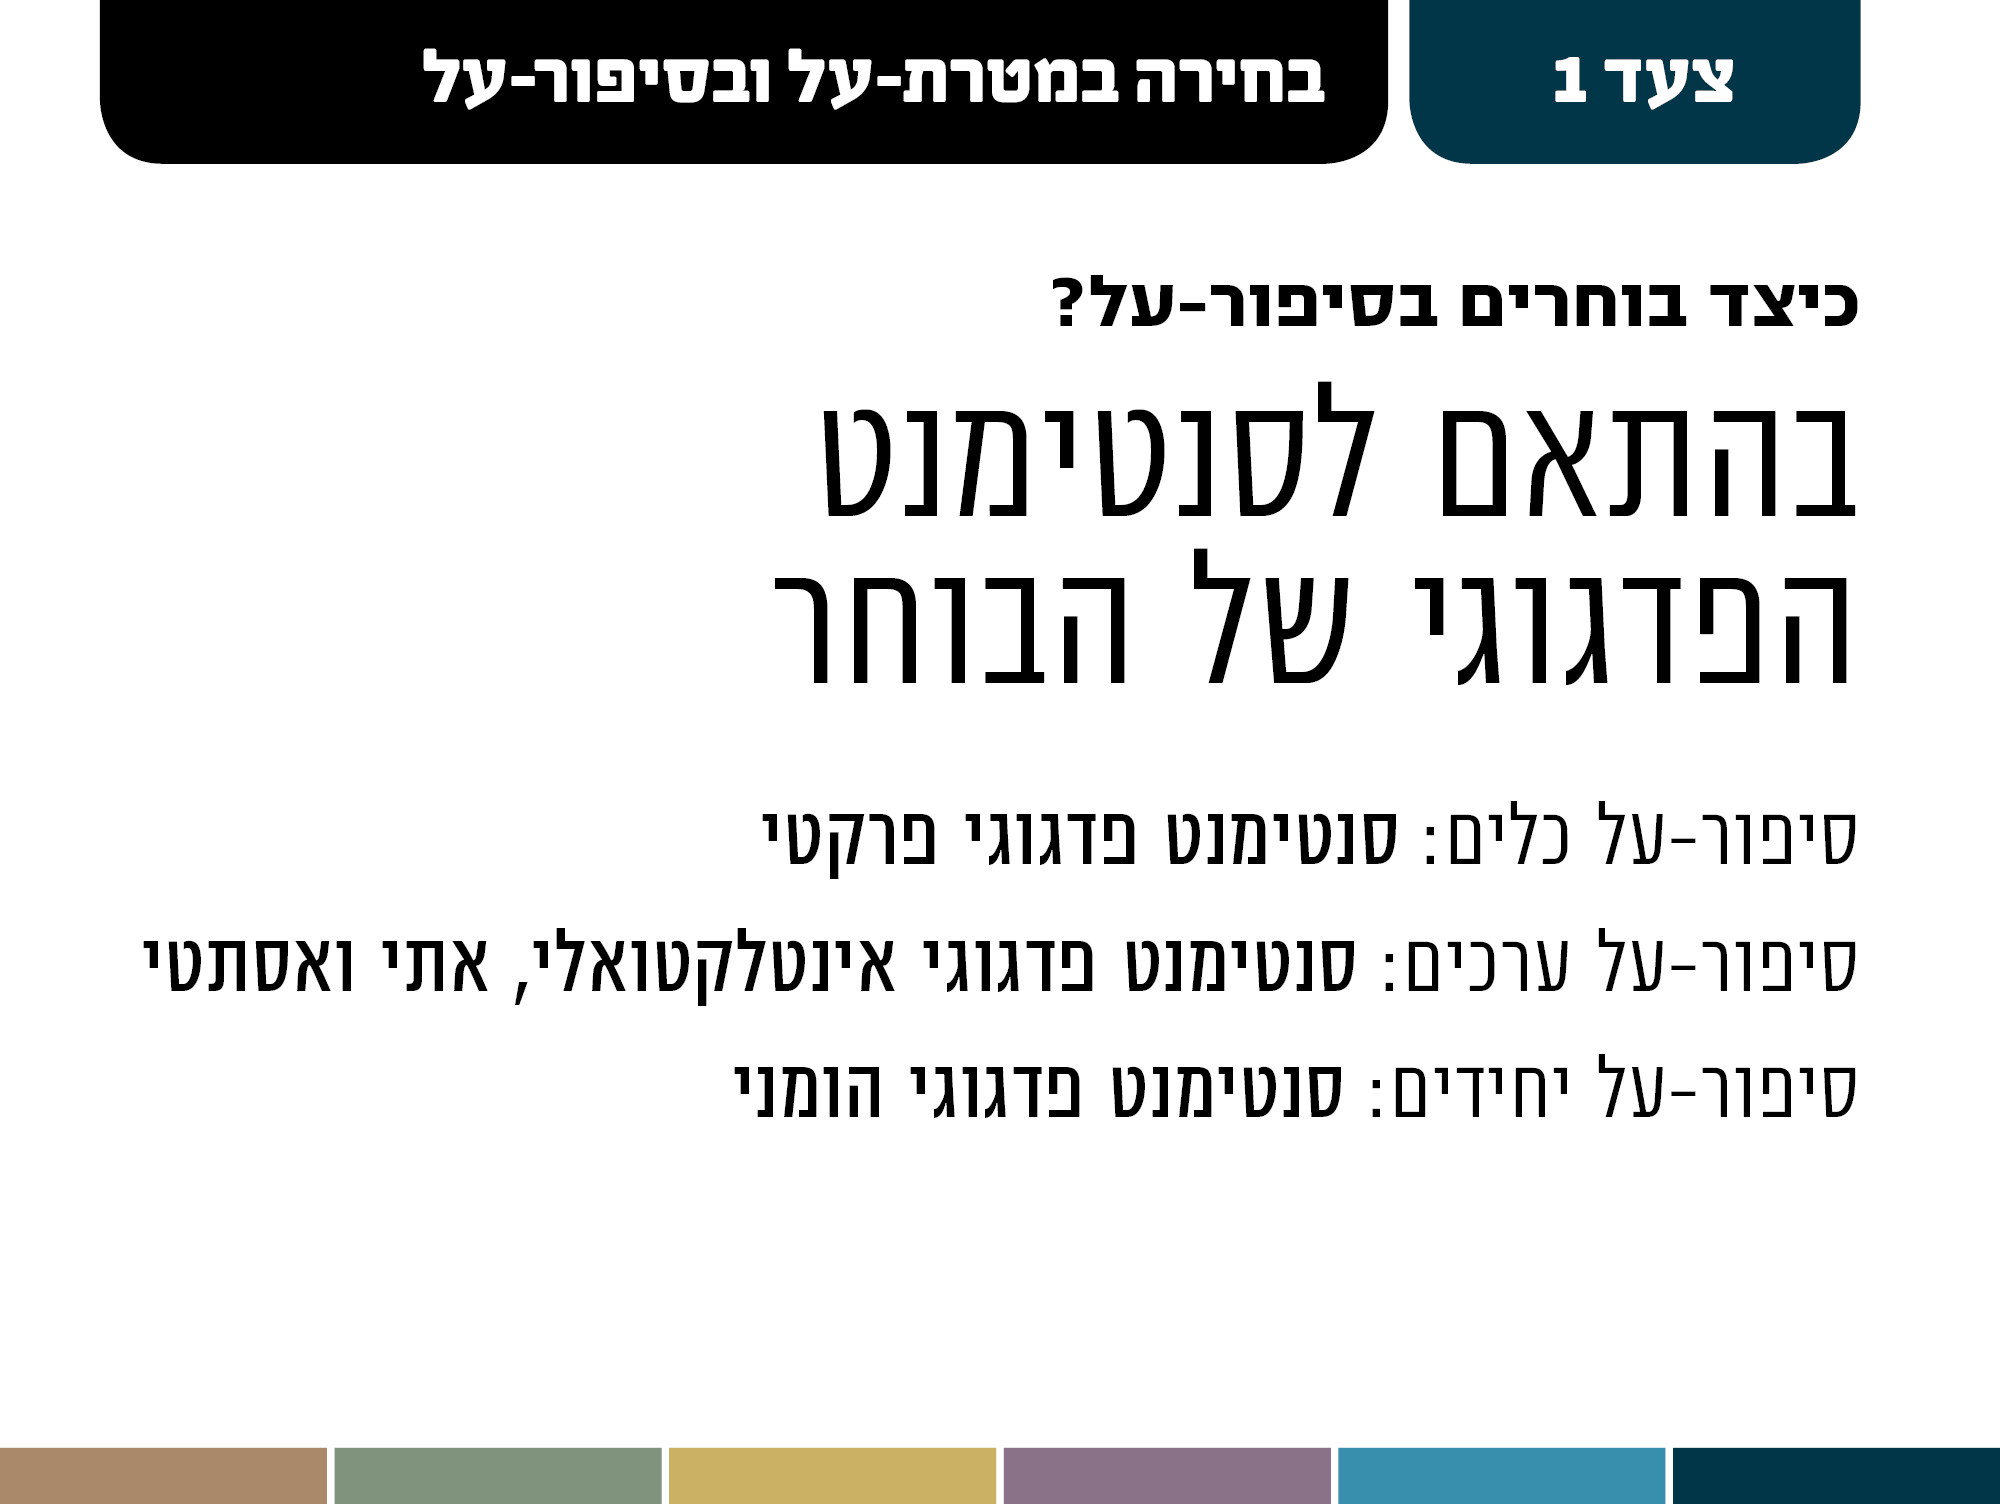 צעד 1
בחירה במטרת-על ובסיפור-על
כיצד בוחרים בסיפור-על?
בהתאם לסנטימנט
הפדגוגי של הבוחר
סיפור-על כלים: סנטימנט פדגוגי פרקטי
סיפור-על ערכים: סנטימנט פדגוגי אינטלקטואלי, אתי ואסתטי
סיפור-על יחידים: סנטימנט פדגוגי הומני